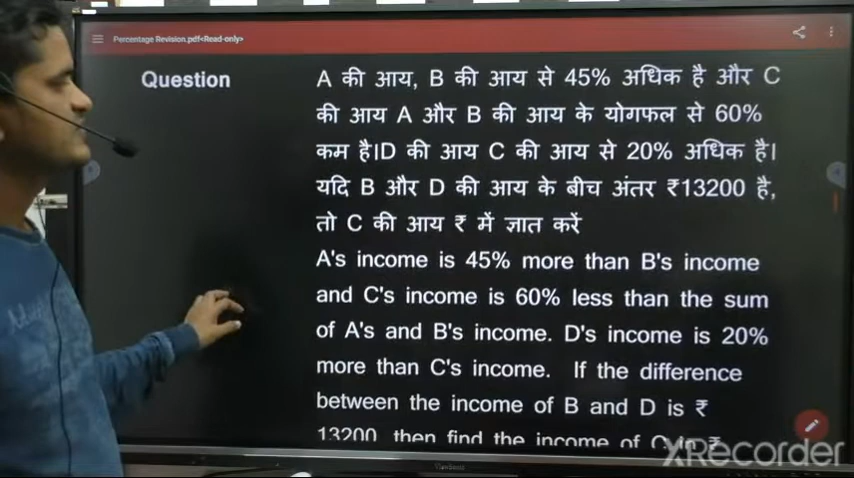 Percentage Revision.pdf<Read-only>
Question
A की आय, B की आय से 45% अधिक है और C
की आय A और B की आय के योगफल से 60%
कम है।D की आय C की आय से 20% अधिक है।
यदि B और D की आय के बीच अंतर ₹13200 है,
तो C की आय ₹ में ज्ञात करें
A's income is 45% more than B's income
and C's income is 60% less than the sum
of A's and B's income. D's income is 20%
more than C's income. If the difference
between the income of B and D is ₹
13200 then find the income of C in ₹
XRecorder
ViewSonic